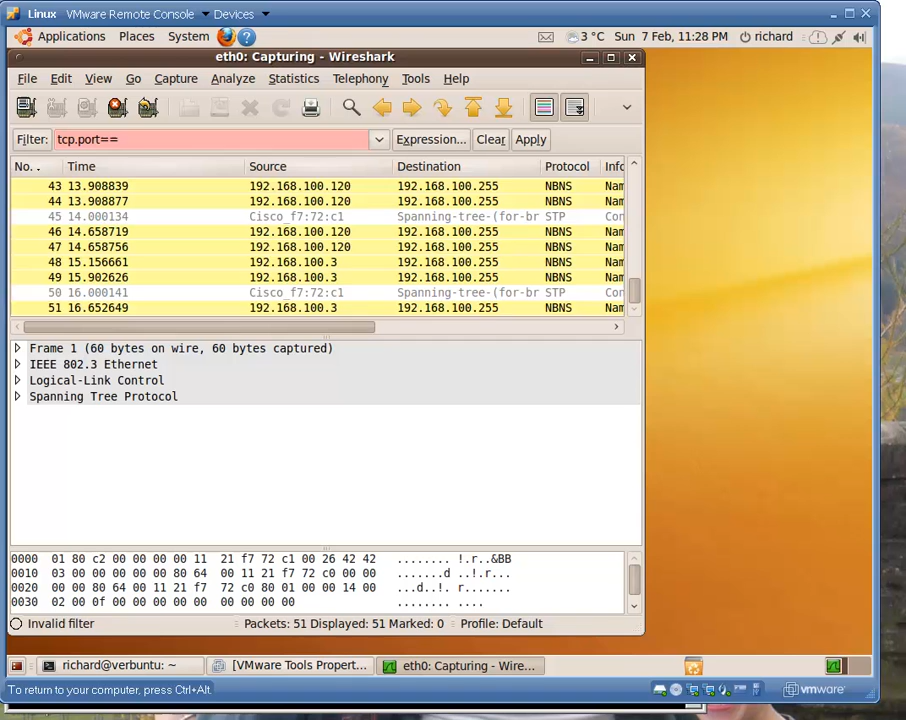 Linux VMware Remote Console Devices
Applications Places System ? 3 °C Sun 7 Feb, 11:28 PM richard
eth0: Capturing - Wireshark
File Edit View Go Capture Analyze Statistics Telephony Tools Help
Filter: tcp.port== Expression... Clear Apply
No. Time Source Destination Protocol Info
43 13.908839 192.168.100.120 192.168.100.255 NBNS Nam
44 13.908877 192.168.100.120 192.168.100.255 NBNS Nam
45 14.000134 Cisco_f7:72:c1 Spanning-tree-(for-br STP Con
46 14.658719 192.168.100.120 192.168.100.255 NBNS Nam
47 14.658756 192.168.100.120 192.168.100.255 NBNS Nam
48 15.156661 192.168.100.3 192.168.100.255 NBNS Nam
49 15.902626 192.168.100.3 192.168.100.255 NBNS Nam
50 16.000141 Cisco_f7:72:c1 Spanning-tree-(for-br STP Con
51 16.652649 192.168.100.3 192.168.100.255 NBNS Nam
Frame 1 (60 bytes on wire, 60 bytes captured)
IEEE 802.3 Ethernet
Logical-Link Control
Spanning Tree Protocol
0000 01 80 c2 00 00 00 00 11 21 f7 72 c1 00 26 42 42 ........ !.r..&BB
0010 03 00 00 00 00 00 80 64 00 11 21 f7 72 c0 00 00 .......d ..!.r...
0020 00 00 80 64 00 11 21 f7 72 c0 80 01 00 00 14 00 ...d..!. r.......
0030 02 00 0f 00 00 00 00 00 00 00 00 00 ........ ....
Invalid filter Packets: 51 Displayed: 51 Marked: 0 Profile: Default
richard@verbuntu: ~ [VMware Tools Propert... eth0: Capturing - Wire...
To return to your computer, press Ctrl+Alt. vmware